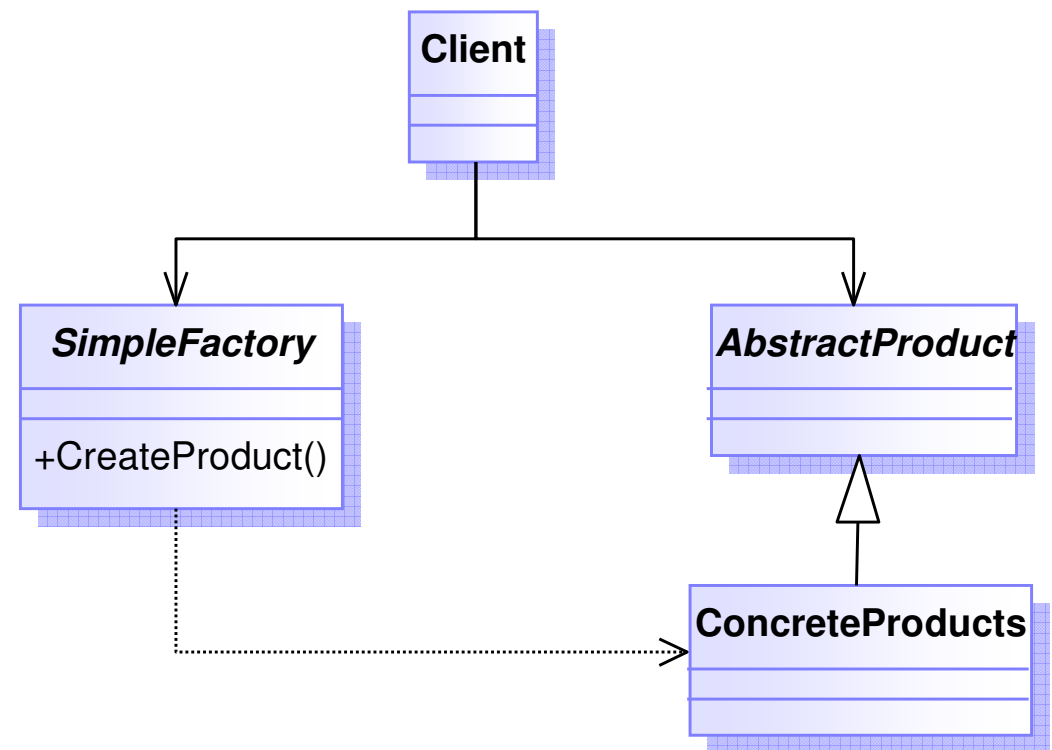 Client
SimpleFactory
+CreateProduct()
AbstractProduct
ConcreteProducts